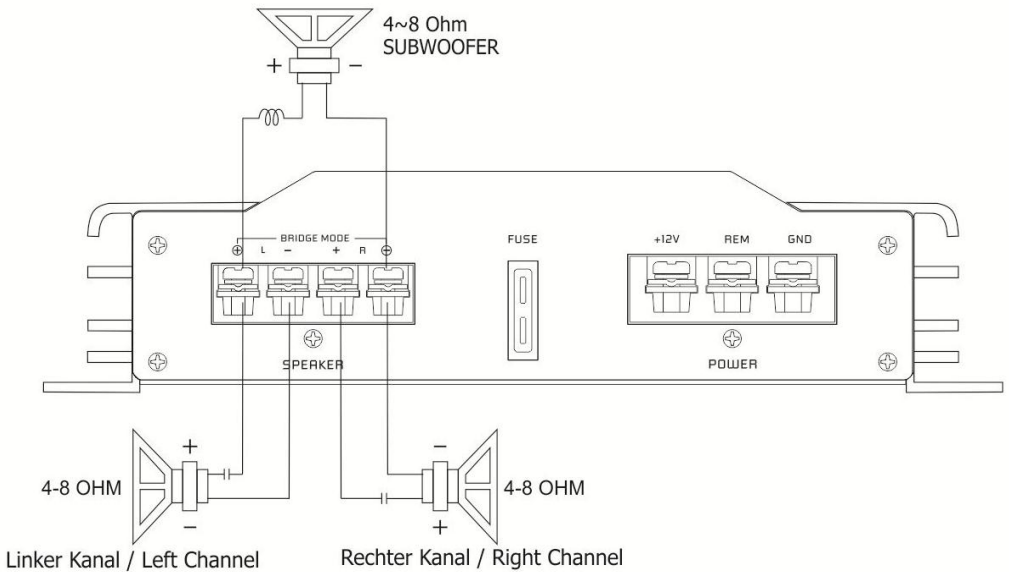 4~8 Ohm
SUBWOOFER
+ −
BRIDGE MODE
⊕ L − + R ⊖
FUSE
+12V REM GND
SPEAKER
POWER
+ −
4-8 OHM 4-8 OHM
− +
Linker Kanal / Left Channel
Rechter Kanal / Right Channel